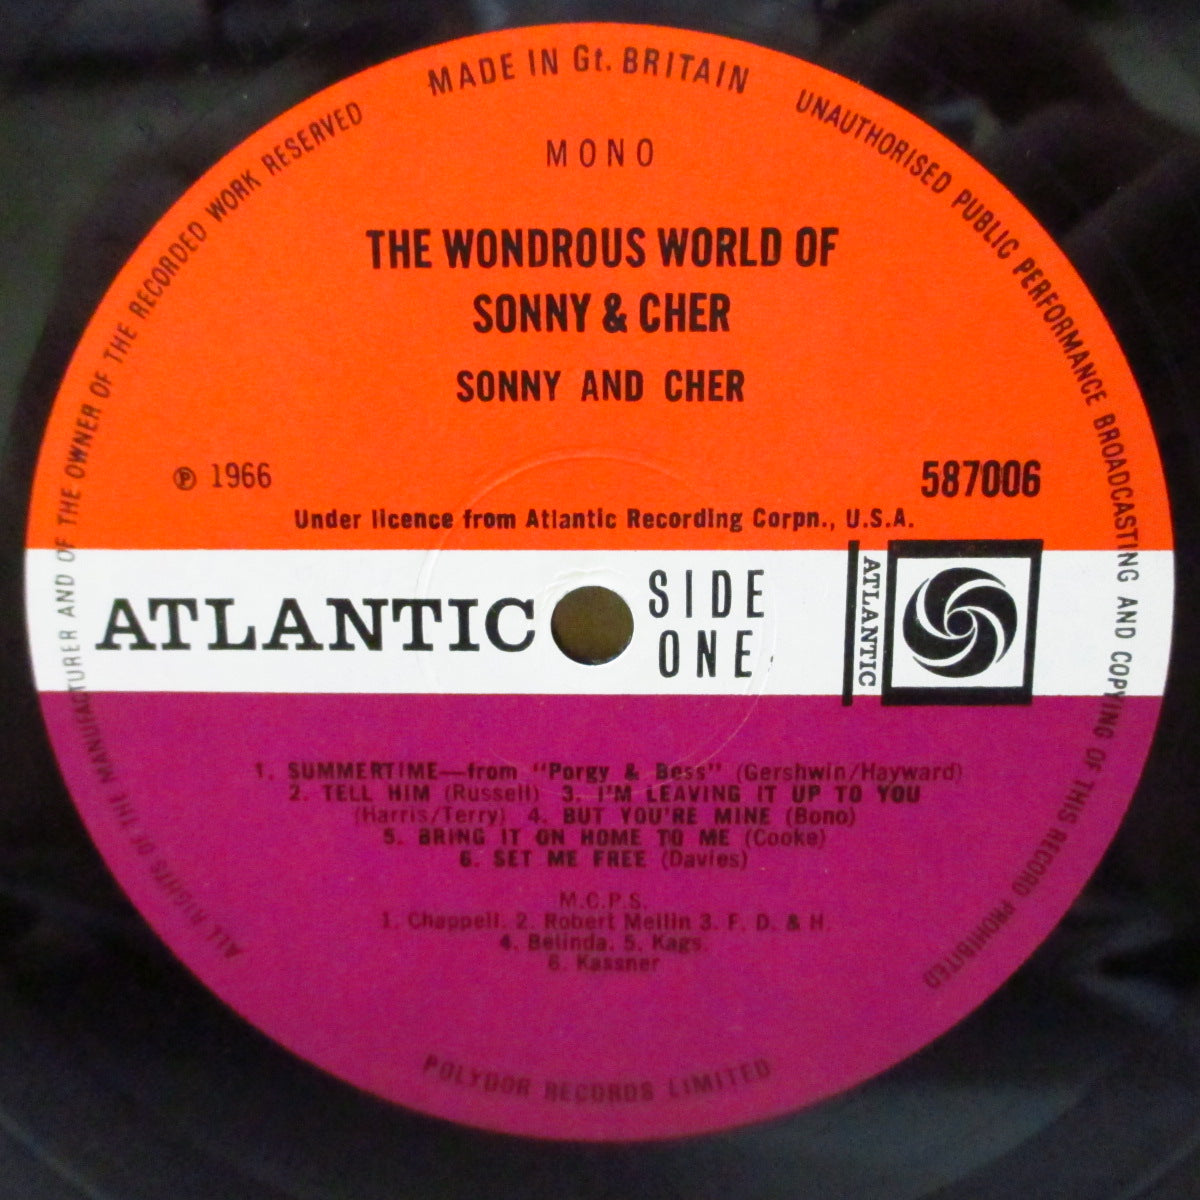 MADE IN Gt. BRITAIN
UNAUTHORISED PUBLIC PERFORMANCE BROADCASTING AND COPYING OF THIS RECORD PROHIBITED
ALL RIGHTS OF THE MANUFACTURER AND OF THE OWNER OF THE RECORDED WORK RESERVED
MONO
THE WONDROUS WORLD OF
SONNY & CHER
SONNY AND CHER
℗ 1966
587006
Under licence from Atlantic Recording Corpn., U.S.A.
ATLANTIC
SIDE
ONE
ATLANTIC
1. SUMMERTIME—from "Porgy & Bess" (Gershwin/Hayward)
2. TELL HIM (Russell) 3. I'M LEAVING IT UP TO YOU
(Harris/Terry) 4. BUT YOU'RE MINE (Bono)
5. BRING IT ON HOME TO ME (Cooke)
6. SET ME FREE (Davies)
M.C.P.S.
1. Chappell. 2. Robert Mellin 3. F. D. & H.
4. Belinda. 5. Kags.
6. Kassner
POLYDOR RECORDS LIMITED